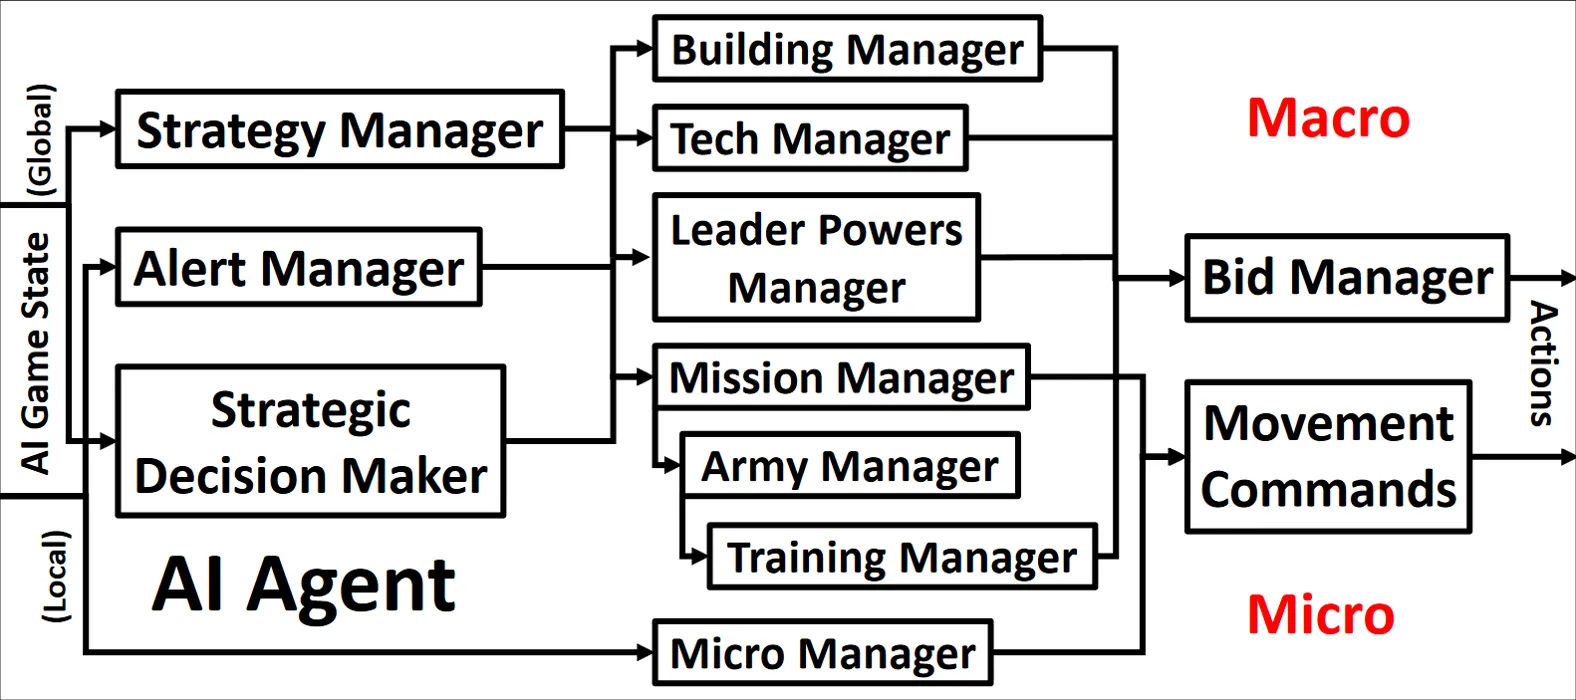 (Global)
AI Game State
(Local)
Strategy Manager
Alert Manager
Strategic
Decision Maker
AI Agent
Building Manager
Tech Manager
Leader Powers
Manager
Mission Manager
Army Manager
Training Manager
Micro Manager
Macro
Bid Manager
Actions
Movement
Commands
Micro